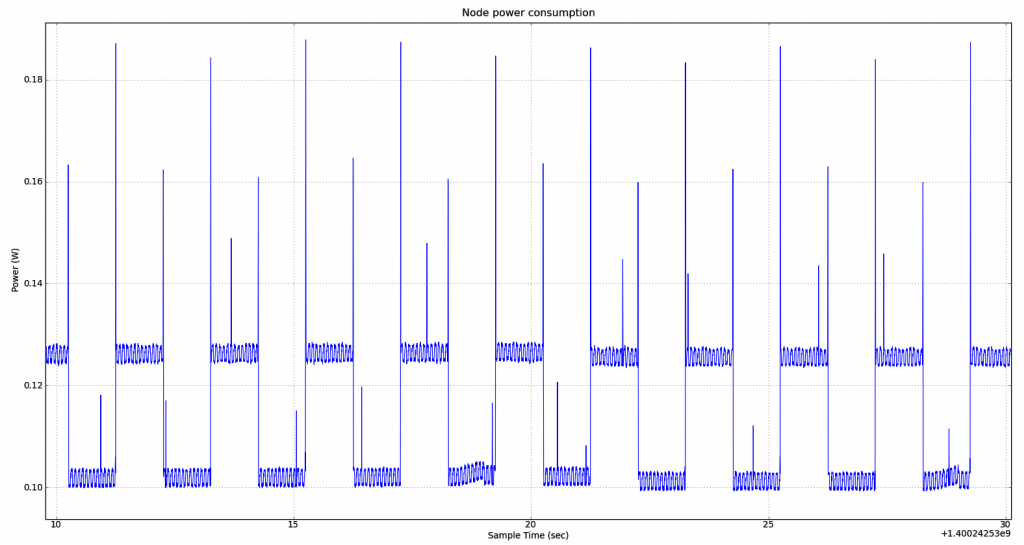 Node power consumption
0.18
0.16
0.14
0.12
0.10
Power (W)
10 15 20 25 30
Sample Time (sec)
+1.40024253e9